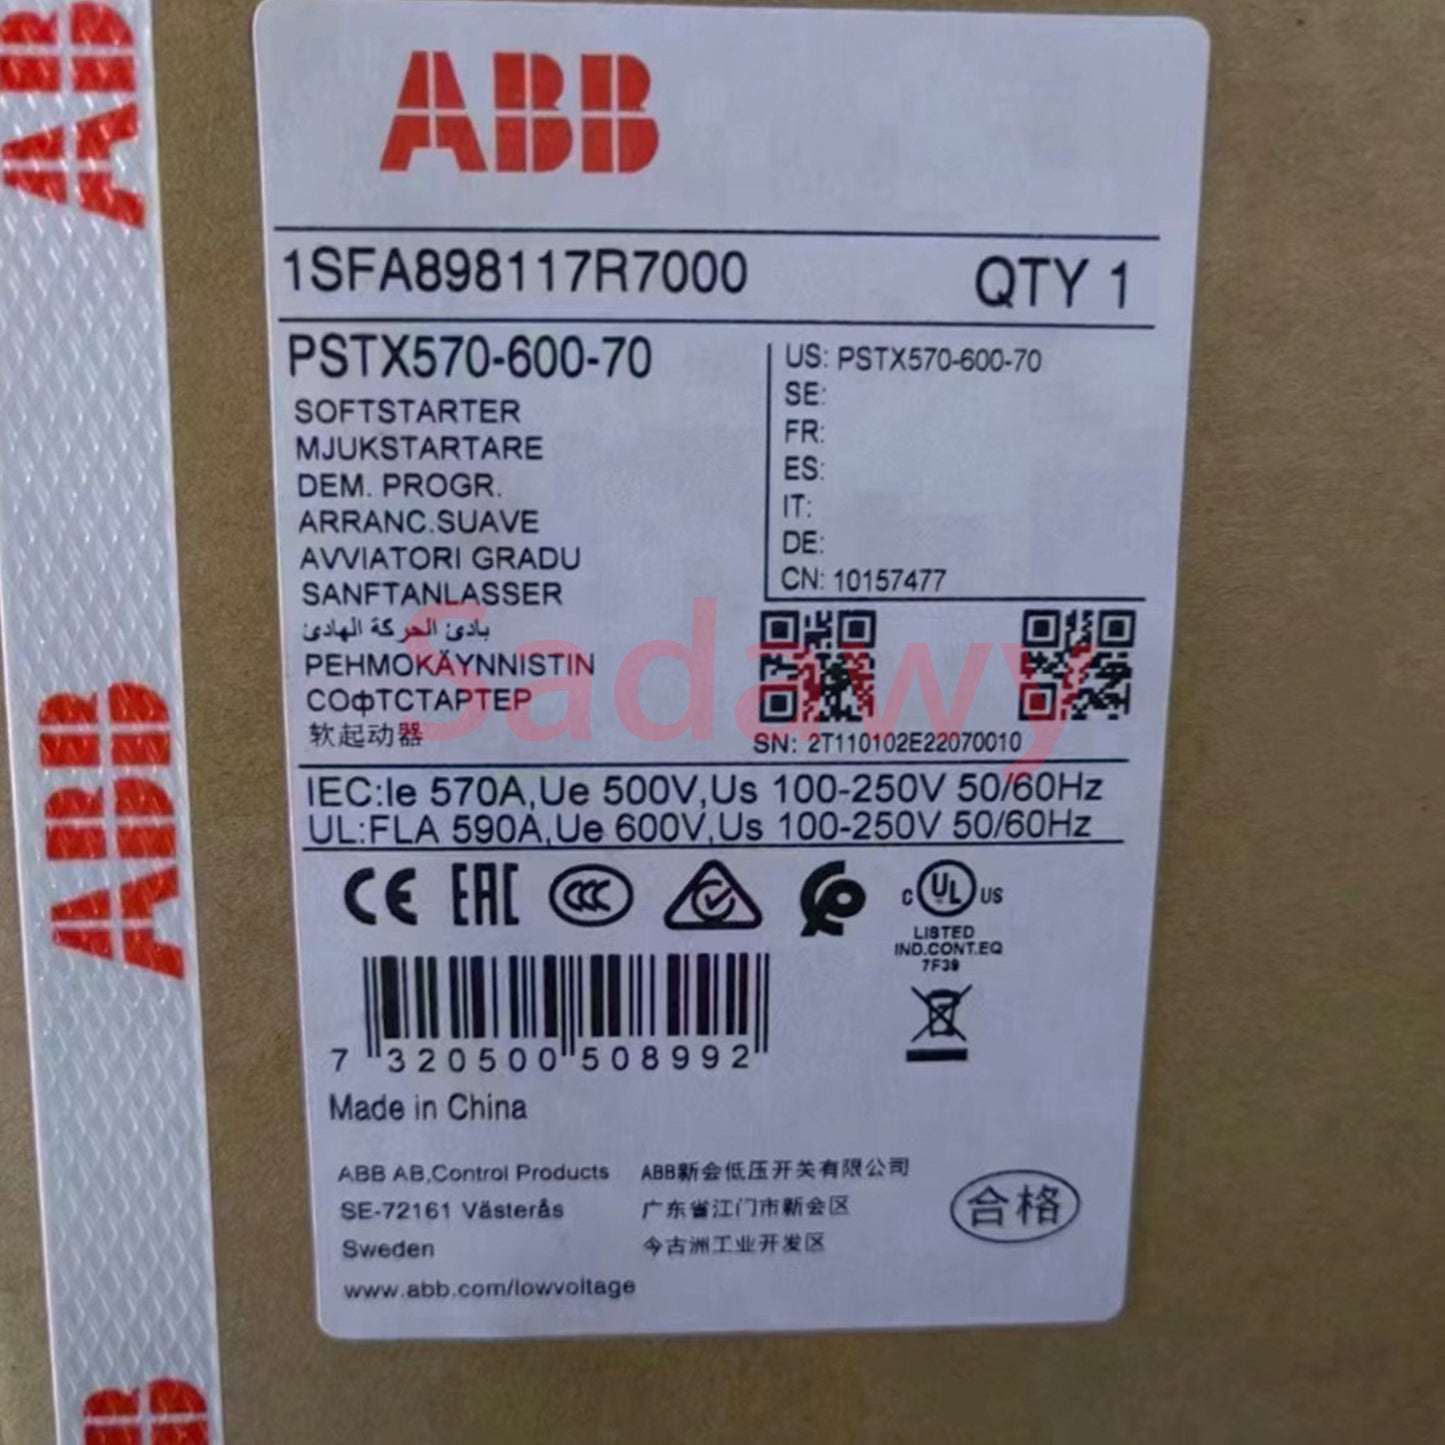 ABB
1SFA898117R7000 QTY 1
PSTX570-600-70
SOFTSTARTER
MJUKSTARTARE
DEM. PROGR.
ARRANC.SUAVE
AVVIATORI GRADU
SANFTANLASSER
بادئ الحركة الهادئ
PEHMOKÄYNNISTIN
СОФТСТАРТЕР
软起动器
US: PSTX570-600-70
SE:
FR:
ES:
IT:
DE:
CN: 10157477
SN: 2T110102E22070010
Sadawy
IEC:Ie 570A,Ue 500V,Us 100-250V 50/60Hz
UL:FLA 590A,Ue 600V,Us 100-250V 50/60Hz
CE EAC CCC C UL US
LISTED
IND.CONT.EQ
7F39
7 320500 508992
Made in China
ABB AB,Control Products
SE-72161 Västerås
Sweden
www.abb.com/lowvoltage
ABB新会低压开关有限公司
广东省江门市新会区
今古洲工业开发区
合格
ABB
ABB
ABB